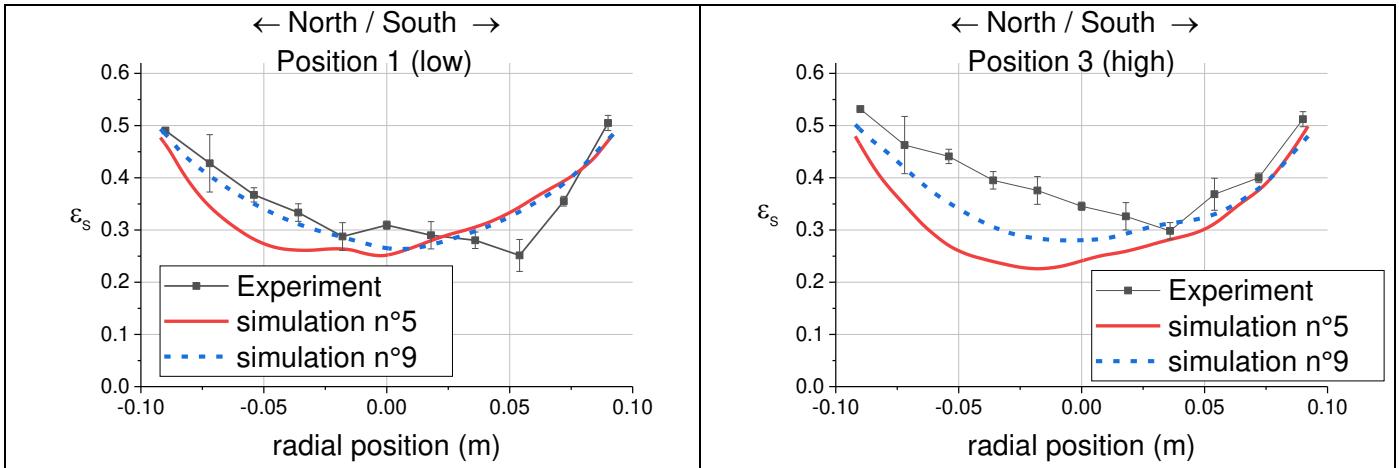 ← North / South →
Position 1 (low)
0.6
0.5
0.4
εs
0.3
0.2
0.1
0.0
Experiment
simulation n°5
simulation n°9
-0.10 -0.05 0.00 0.05 0.10
radial position (m)
← North / South →
Position 3 (high)
0.6
0.5
0.4
εs
0.3
0.2
0.1
0.0
Experiment
simulation n°5
simulation n°9
-0.10 -0.05 0.00 0.05 0.10
radial position (m)